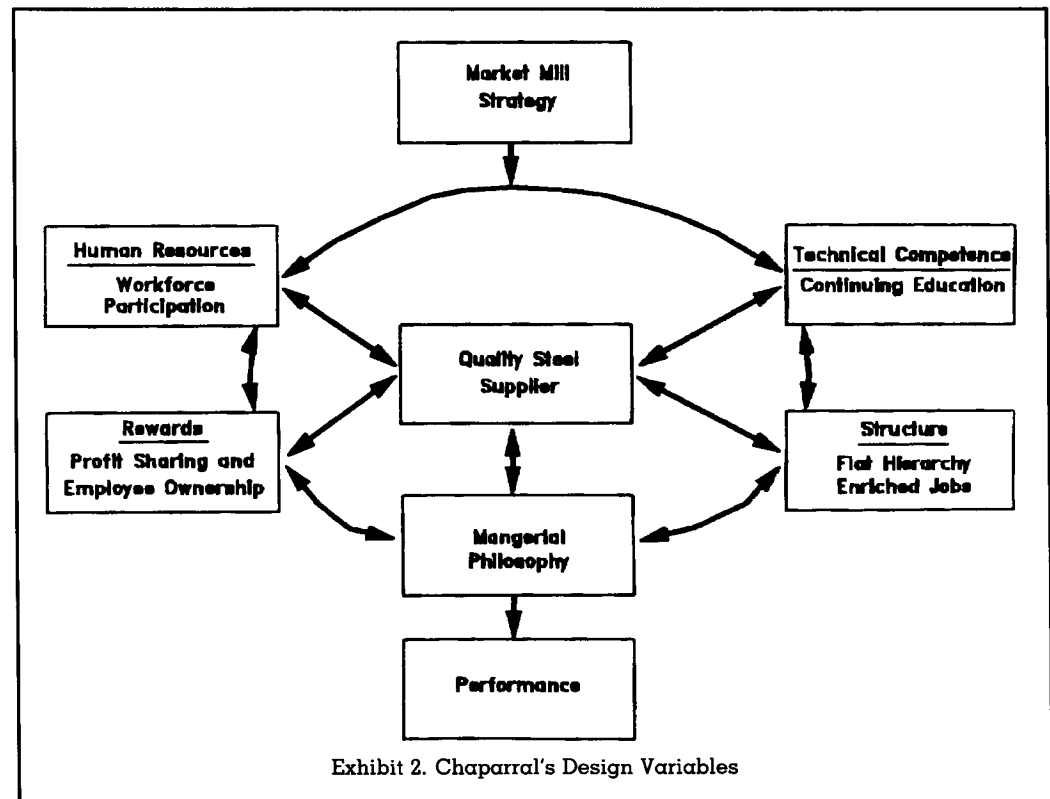 Market Mill
Strategy
Human Resources
Workforce
Participation
Technical Competence
Continuing Education
Quality Steel
Supplier
Rewards
Profit Sharing and
Employee Ownership
Structure
Flat Hierarchy
Enriched Jobs
Mangerial
Philosophy
Performance
Exhibit 2. Chaparral's Design Variables